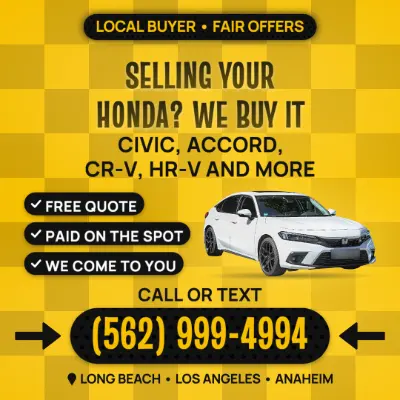 LOCAL BUYER • FAIR OFFERS
SELLING YOUR
HONDA? WE BUY IT
CIVIC, ACCORD,
CR-V, HR-V AND MORE
✓ FREE QUOTE
✓ PAID ON THE SPOT
✓ WE COME TO YOU
CALL OR TEXT
(562) 999-4994
LONG BEACH • LOS ANGELES • ANAHEIM